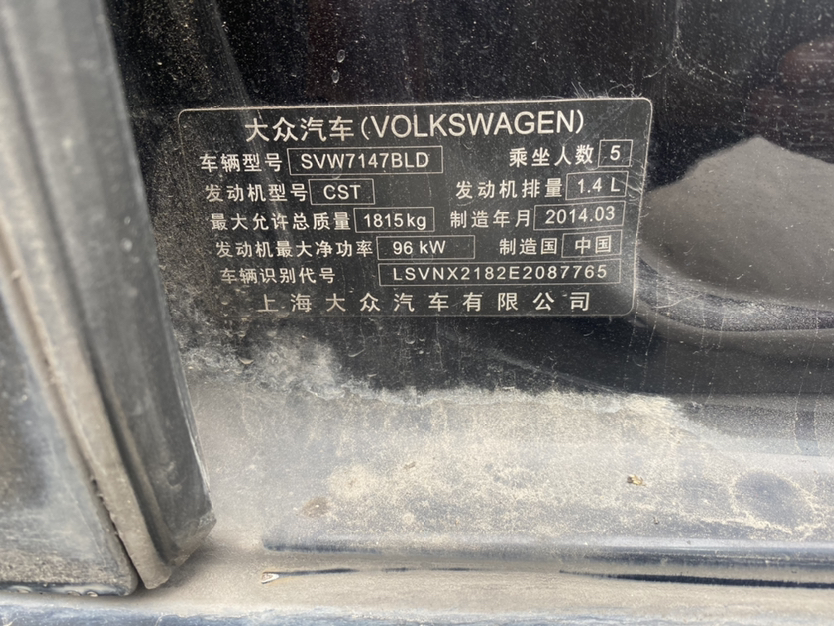 大众汽车(VOLKSWAGEN)
车辆型号 SVW7147BLD 乘坐人数 5
发动机型号 CST 发动机排量 1.4 L
最大允许总质量 1815kg 制造年月 2014.03
发动机最大净功率 96 kW 制造国 中国
车辆识别代号 LSVNX2182E2087765
上海大众汽车有限公司